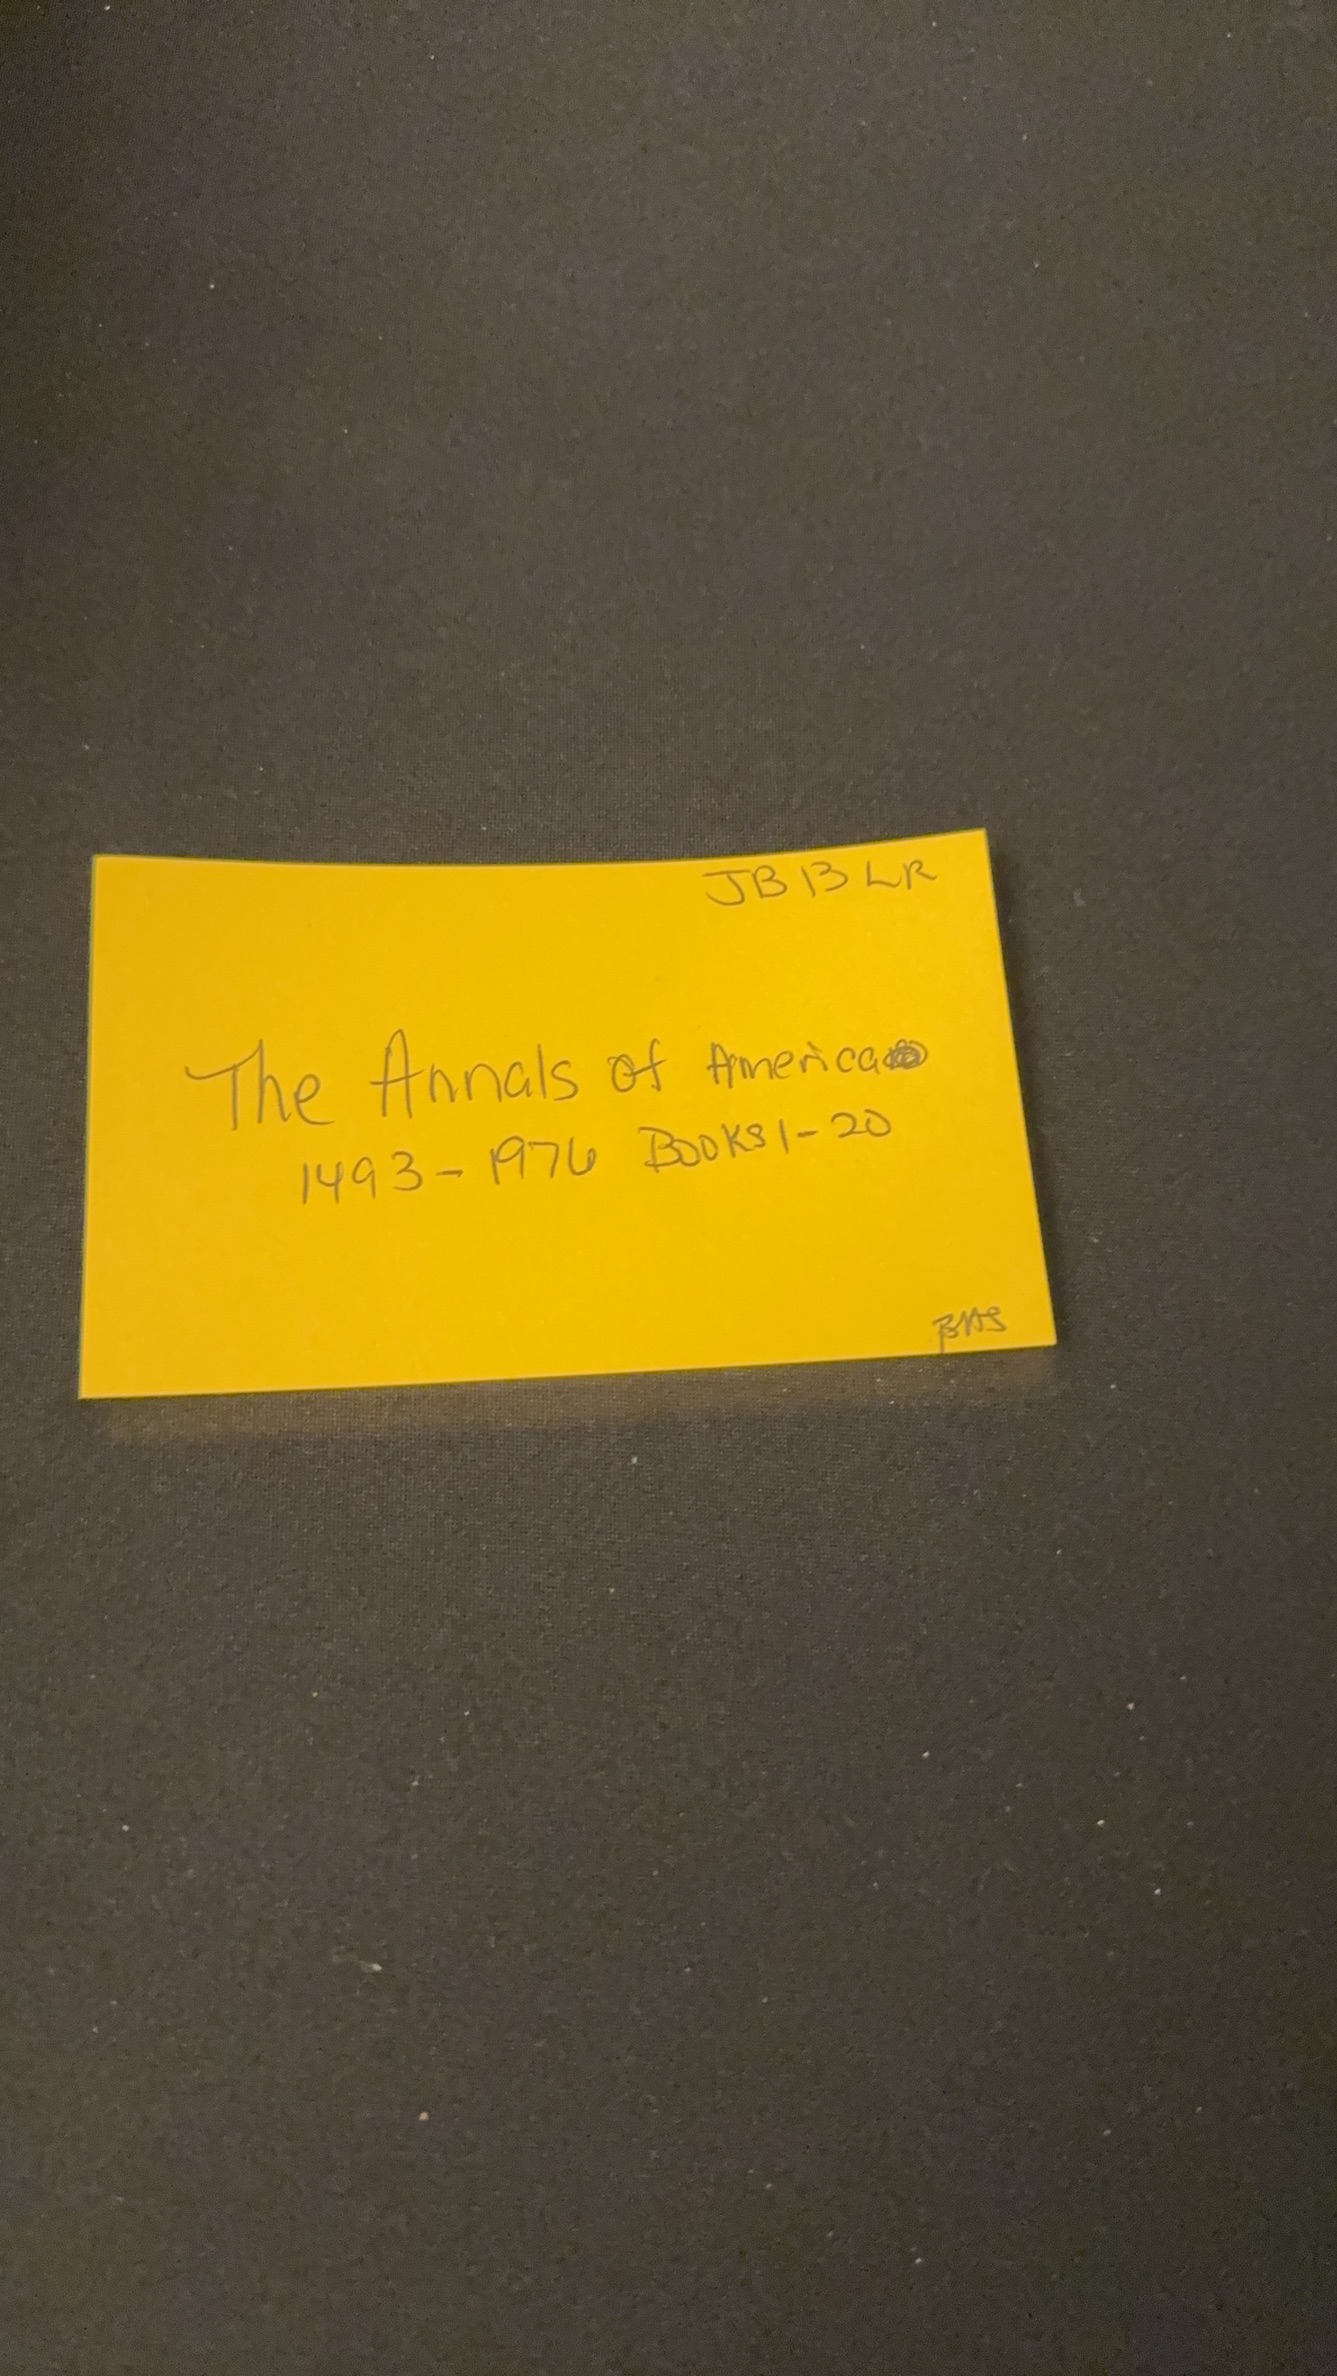 JB 13 LR
The Annals of America
1493-1976 Books 1-20